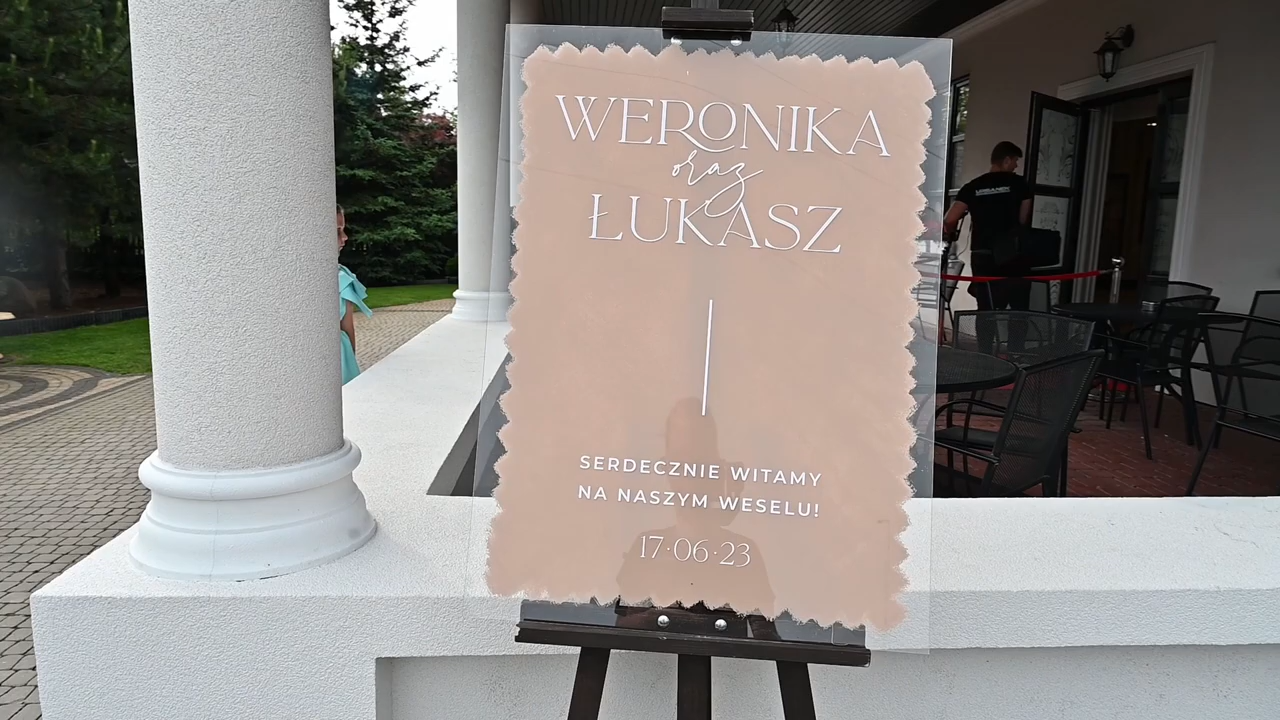 WERONIKA
oraz
ŁUKASZ
SERDECZNIE WITAMY
NA NASZYM WESELU!
17·06·23